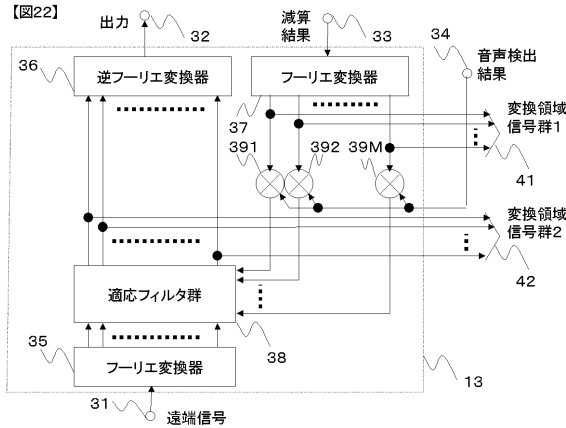 【図22】
出力
32
減算
結果
33
34
音声検出
結果
36
逆フーリエ変換器
フーリエ変換器
37
変換領域
信号群1
41
391
392
39M
変換領域
信号群2
42
適応フィルタ群
38
35
フーリエ変換器
13
31
遠端信号